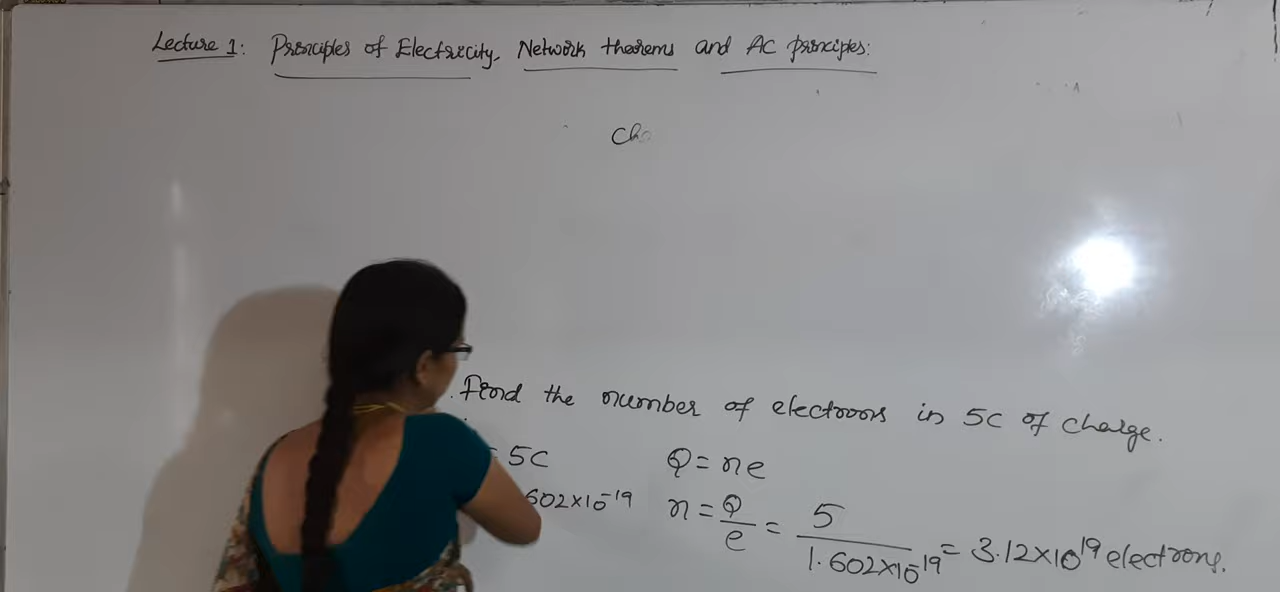 Lecture 1: Principles of Electricity, Network theorems and AC principles:
Ch
Find the number of electrons in 5C of charge.
= 5C Q = ne
602×10⁻¹⁹ n = Q/e = 5/1.602×10⁻¹⁹ = 3.12×10¹⁹ electrons.